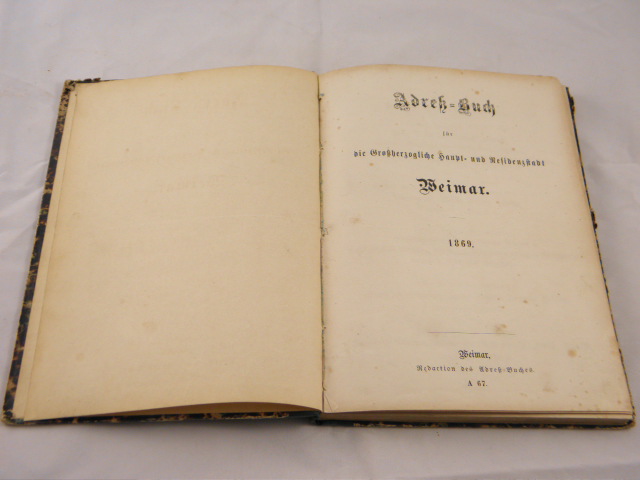 Adreß-Buch
für
die Großherzogliche Haupt- und Residenzstadt
Weimar.
1869.
Weimar.
Redaction des Adreß-Buches.
A 67.